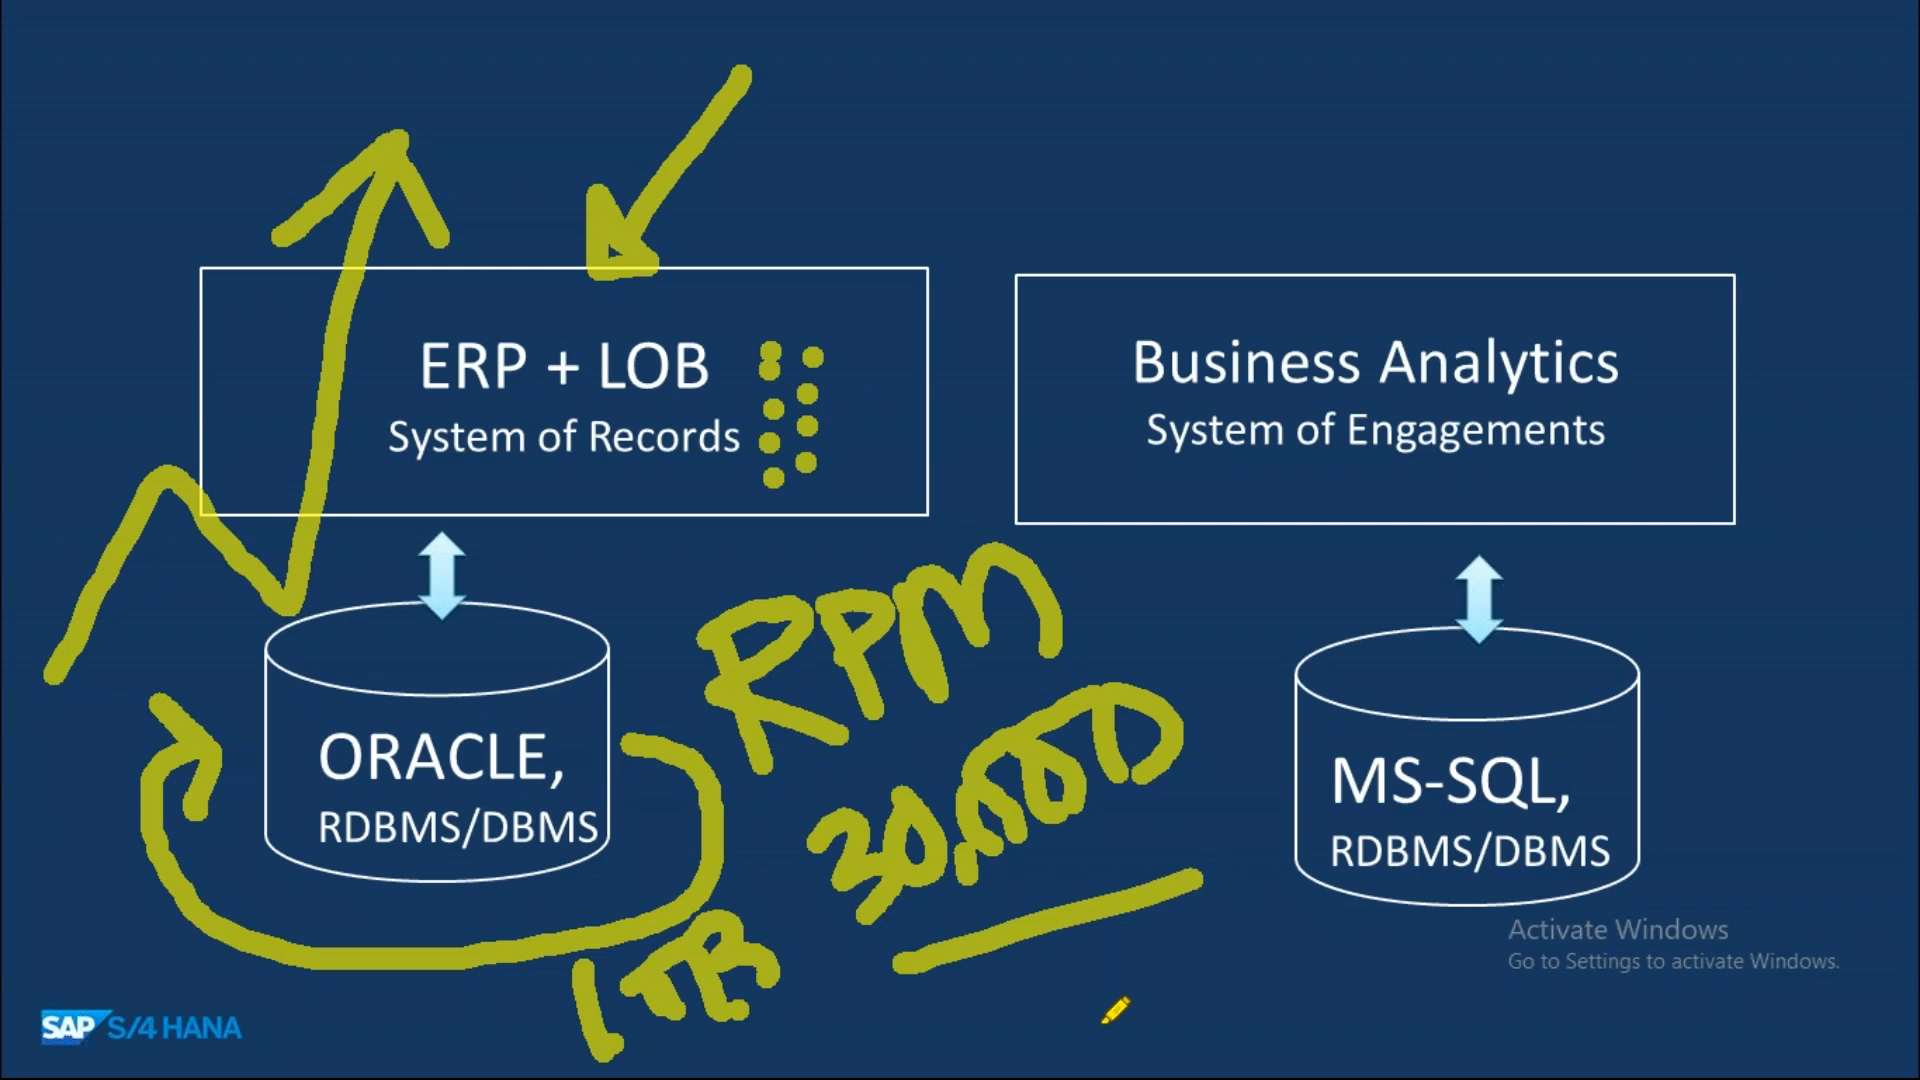 ERP + LOB
System of Records
Business Analytics
System of Engagements
RPM
30,000
ORACLE,
RDBMS/DBMS
MS-SQL,
RDBMS/DBMS
1TB
Activate Windows
Go to Settings to activate Windows.
SAP S/4 HANA